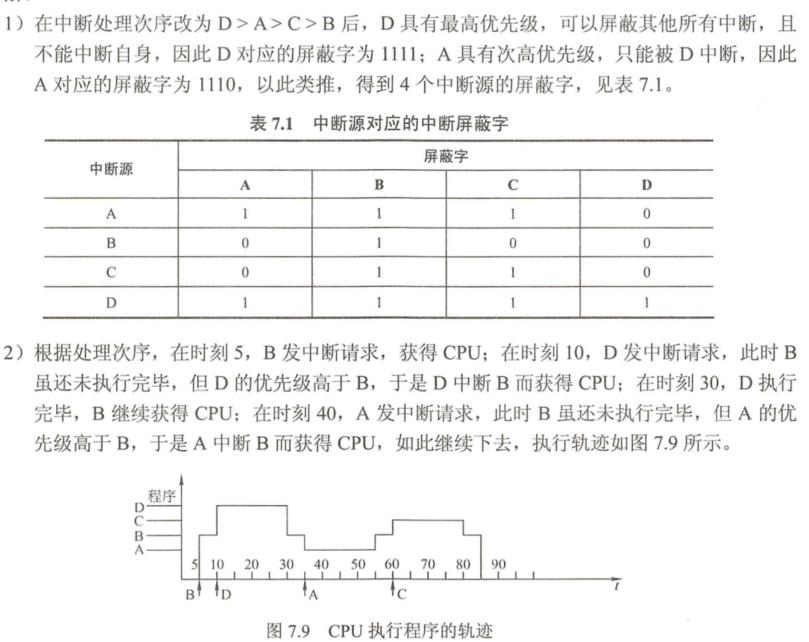 1）在中断处理次序改为 D > A > C > B 后，D 具有最高优先级，可以屏蔽其他所有中断，且
不能中断自身，因此 D 对应的屏蔽字为 1111；A 具有次高优先级，只能被 D 中断，因此
A 对应的屏蔽字为 1110，以此类推，得到 4 个中断源的屏蔽字，见表 7.1。
表 7.1 中断源对应的中断屏蔽字
中断源 屏蔽字
A B C D
A 1 1 1 0
B 0 1 0 0
C 0 1 1 0
D 1 1 1 1
2）根据处理次序，在时刻 5，B 发中断请求，获得 CPU；在时刻 10，D 发中断请求，此时 B
虽还未执行完毕，但 D 的优先级高于 B，于是 D 中断 B 而获得 CPU；在时刻 30，D 执行
完毕，B 继续获得 CPU；在时刻 40，A 发中断请求，此时 B 虽还未执行完毕，但 A 的优
先级高于 B，于是 A 中断 B 而获得 CPU，如此继续下去，执行轨迹如图 7.9 所示。
程序
D
C
B
A
5 10 20 30 40 50 60 70 80 90
B D A C t
图 7.9 CPU 执行程序的轨迹